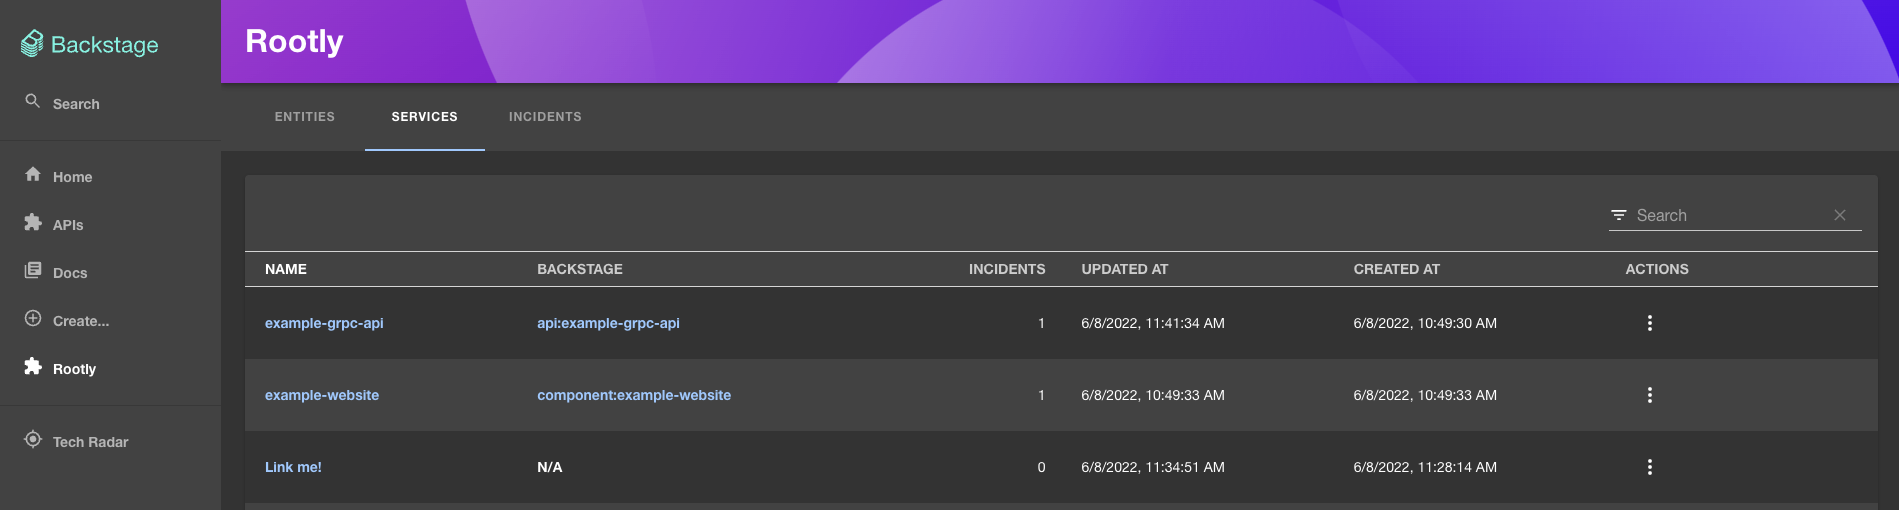 Backstage
Search
Home
APIs
Docs
Create...
Rootly
Tech Radar
Rootly
ENTITIES SERVICES INCIDENTS
Search
NAME BACKSTAGE INCIDENTS UPDATED AT CREATED AT ACTIONS
example-grpc-api api:example-grpc-api 1 6/8/2022, 11:41:34 AM 6/8/2022, 10:49:30 AM
example-website component:example-website 1 6/8/2022, 10:49:33 AM 6/8/2022, 10:49:33 AM
Link me! N/A 0 6/8/2022, 11:34:51 AM 6/8/2022, 11:28:14 AM